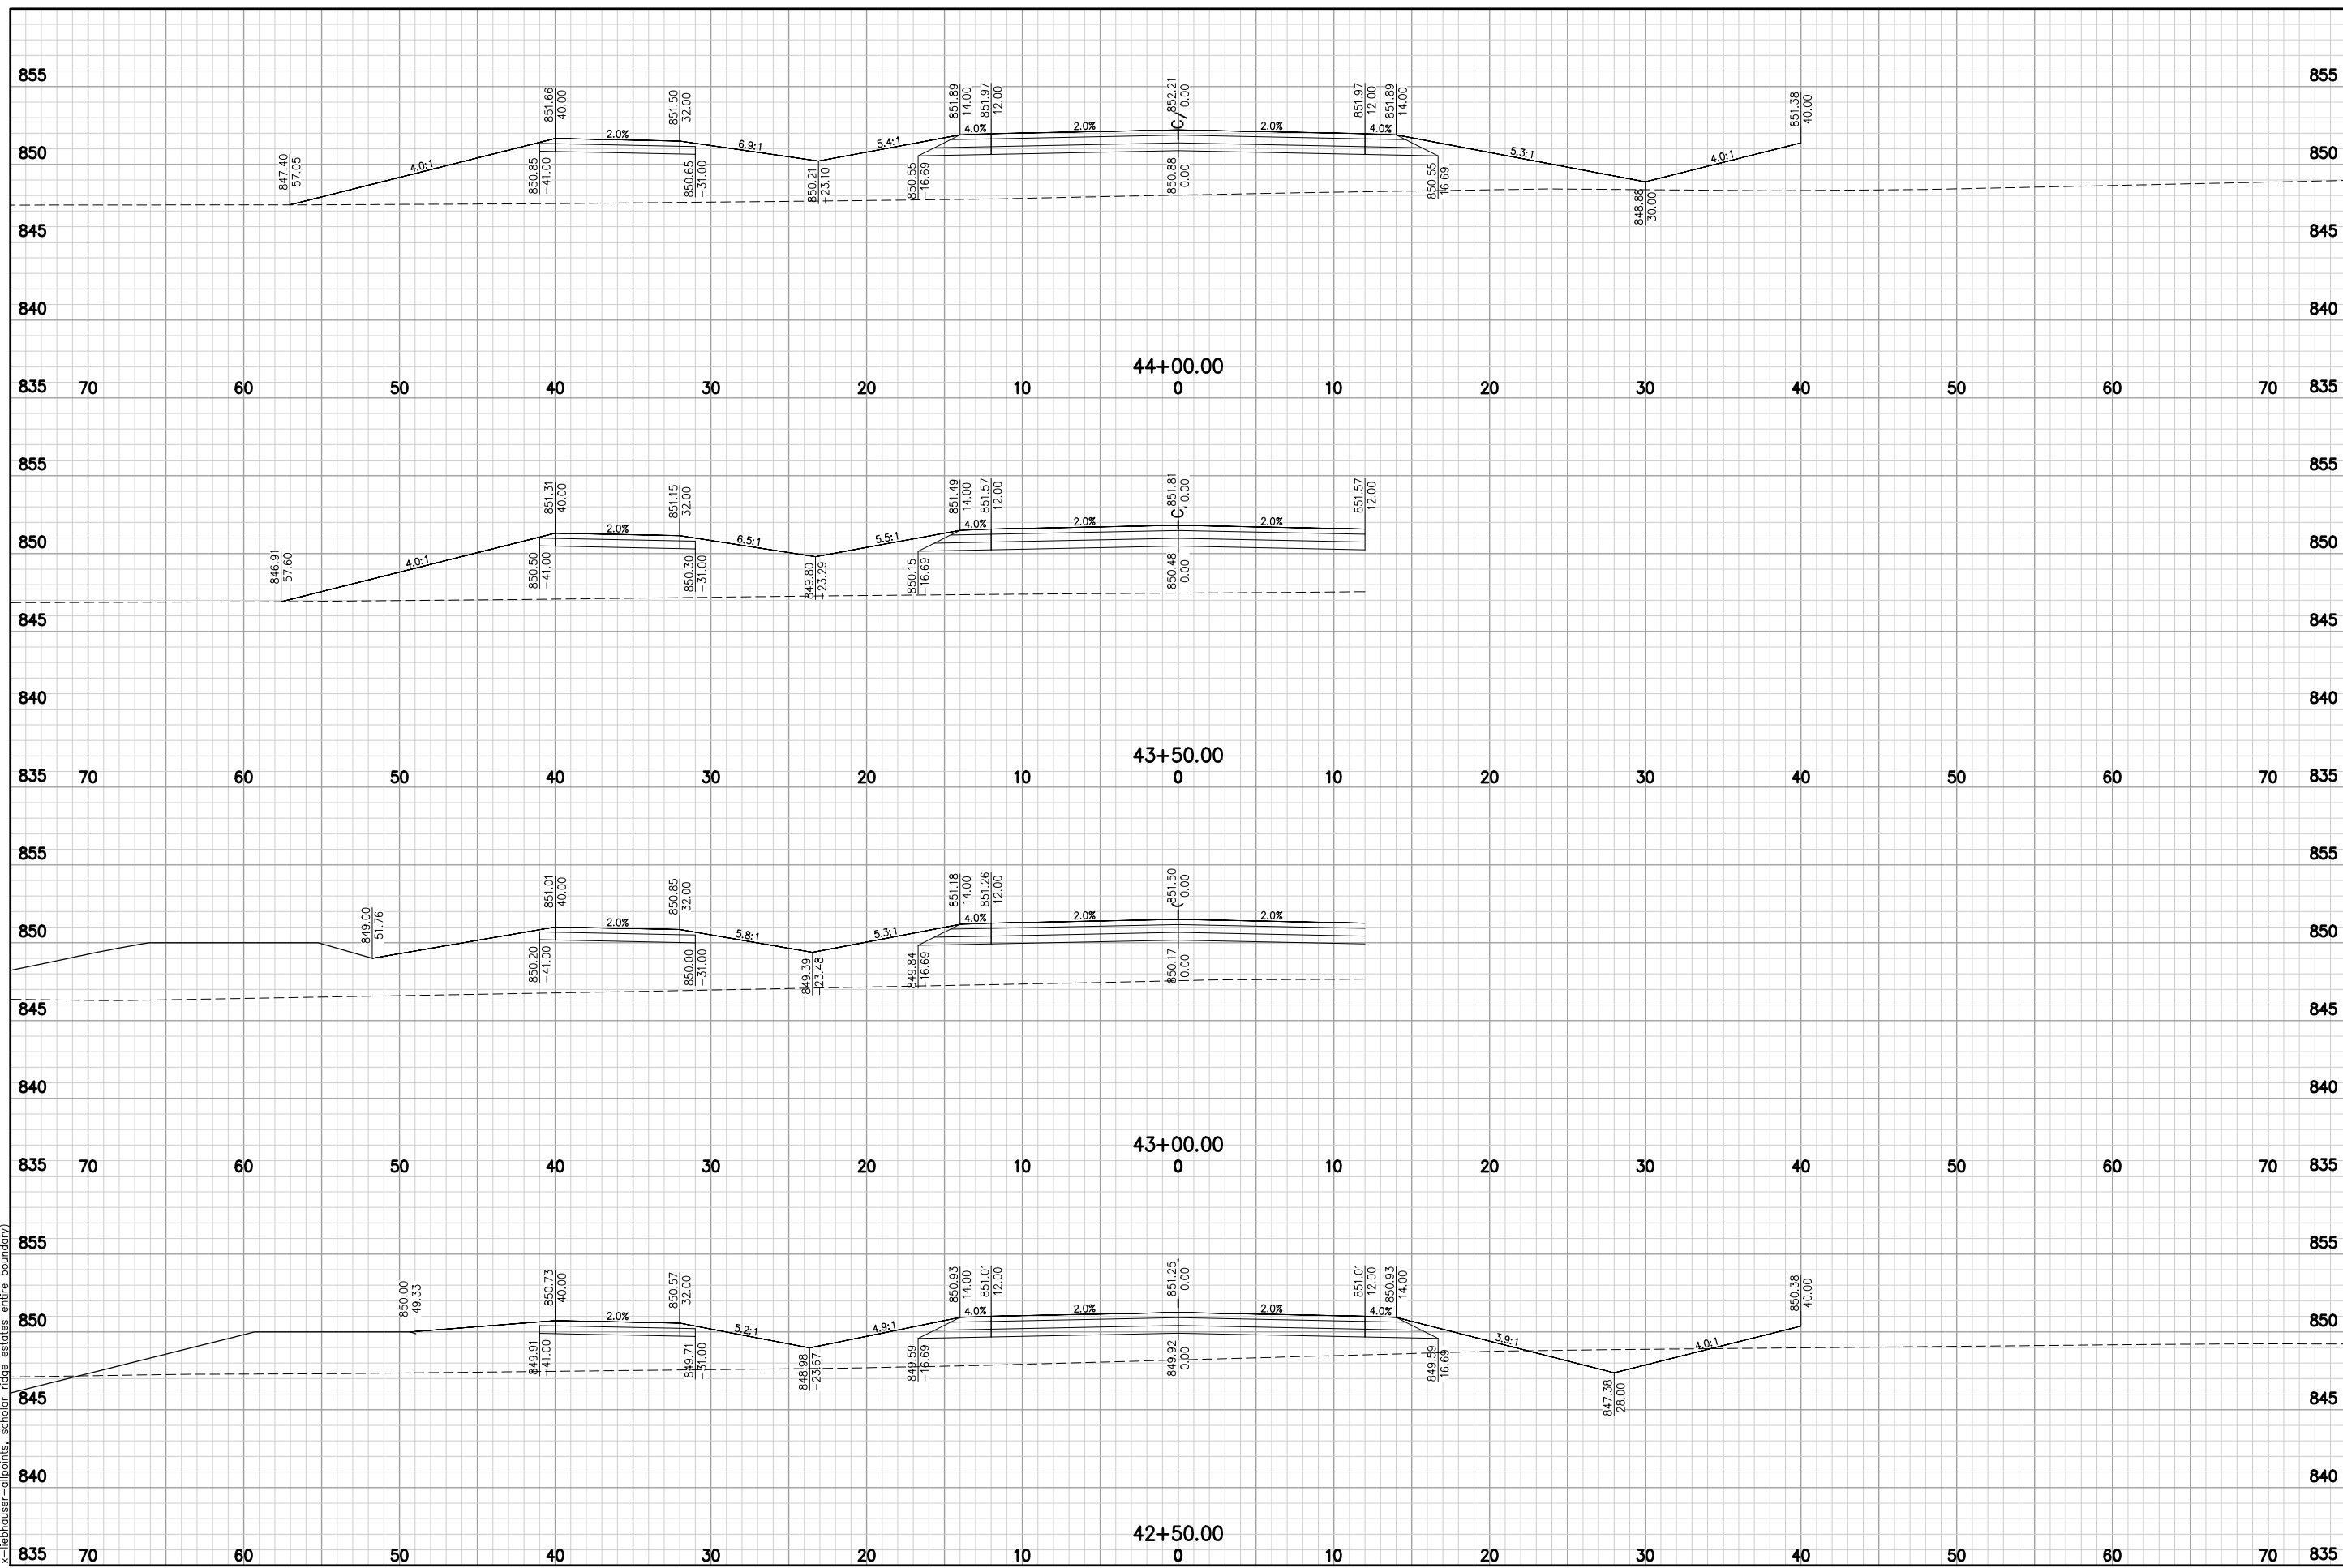 855 855
851.66 40.00 851.50 32.00 851.89 14.00 851.97 12.00 852.21 0.00 851.97 12.00 851.89 14.00 851.38 40.00
2.0% 4.0% 2.0% 2.0% 4.0%
847.40 57.05 4.0:1 6.9:1 5.4:1 5.3:1 4.0:1
850 850
850.85 -41.00 850.65 -31.00 850.21 -23.10 850.55 -16.69 850.88 0.00 850.55 16.69 848.88 30.00
845 845
840 840
44+00.00
835 70 60 50 40 30 20 10 0 10 20 30 40 50 60 70 835
855 855
851.31 40.00 851.15 32.00 851.49 14.00 851.57 12.00 851.81 0.00 851.57 12.00
2.0% 4.0% 2.0% 2.0%
846.91 57.60 4.0:1 6.5:1 5.5:1
850 850
850.50 -41.00 850.30 -31.00 849.80 -23.29 850.15 -16.69 850.48 0.00
845 845
840 840
43+50.00
835 70 60 50 40 30 20 10 0 10 20 30 40 50 60 70 835
855 855
849.00 51.76 851.01 40.00 850.85 32.00 851.18 14.00 851.26 12.00 851.50 0.00
2.0% 4.0% 2.0% 2.0%
5.8:1 5.3:1
850 850
850.20 -41.00 850.00 -31.00 849.39 -23.48 849.84 -16.69 850.17 0.00
845 845
840 840
43+00.00
835 70 60 50 40 30 20 10 0 10 20 30 40 50 60 70 835
855 855
850.00 49.33 850.73 40.00 850.57 32.00 850.93 14.00 851.01 12.00 851.25 0.00 851.01 12.00 850.93 14.00 850.38 40.00
2.0% 4.0% 2.0% 2.0% 4.0%
5.2:1 4.9:1 3.9:1 4.0:1
850 850
849.91 -41.00 849.71 -31.00 848.98 -23.67 849.59 -16.69 849.92 0.00 849.59 16.69 847.38 28.00
845 845
840 840
42+50.00
835 70 60 50 40 30 20 10 0 10 20 30 40 50 60 70 835
x-liebhauser-allpoints, scholar ridge estates entire boundary)